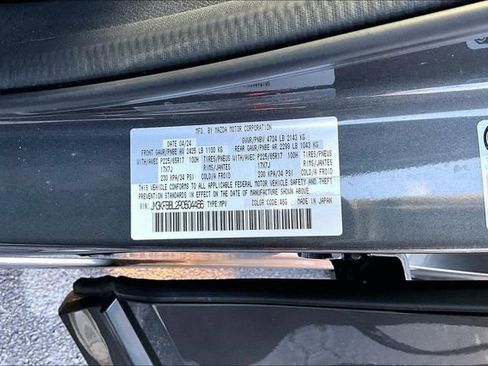 MFD. BY MAZDA MOTOR CORPORATION
DATE 04/24 GVWR/PNBV 4724 LB 2143 KG
FRONT GAWR/PNBE AV 2425 LB 1100 KG REAR GAWR/PNBE AR 2299 LB 1043 KG
WITH/AVEC P225/65R17 100H TIRES/PNEUS WITH/AVEC P225/65R17 100H TIRES/PNEUS
17X7J RIMS/JANTES 17X7J RIMS/JANTES
230 KPA/34 PSI COLD/A FROID 230 KPA/34 PSI COLD/A FROID
THIS VEHICLE CONFORMS TO ALL APPLICABLE FEDERAL MOTOR VEHICLE SAFETY, BUMPER, AND THEFT
PREVENTION STANDARDS IN EFFECT ON THE DATE OF MANUFACTURE SHOWN ABOVE.
VIN: TYPE:MPV COLOR CODE:46G MADE IN JAPAN